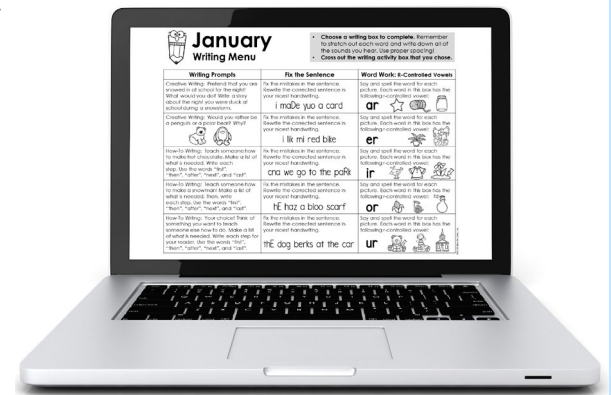 January
Writing Menu
• Choose a writing box to complete. Remember
to stretch out each word and write down all of
the sounds you hear. Use proper spacing!
• Cross out the writing activity box that you chose.
Writing Prompts
Fix the Sentence
Word Work: R-Controlled Vowels
Creative Writing: Pretend that you are
snowed in at school for the night!
What would you do? Write a story
about the night you were stuck at
school during a snowstorm.
Fix the mistakes in the sentence.
Rewrite the corrected sentence in
your nicest handwriting.
i maDe yuo a card
Say and spell the word for each
picture. Each word in this box has the
following r-controlled vowel:
ar
Creative Writing: Would you rather be
a penguin or a polar bear? Why?
Fix the mistakes in the sentence.
Rewrite the corrected sentence in
your nicest handwriting.
i lik mi red bike
Say and spell the word for each
picture. Each word in this box has the
following r-controlled vowel:
er
How-To Writing: Teach someone how
to make hot chocolate. Make a list of
what is needed. Write each
step. Use the words "first",
"then", "after", "next", and "last".
Fix the mistakes in the sentence.
Rewrite the corrected sentence in
your nicest handwriting.
cna we go to the paRk
Say and spell the word for each
picture. Each word in this box has the
following r-controlled vowel:
ir
How-To Writing: Teach someone how
to make a snowman! Make a list of
what is needed. Then, write
each step. Use the words "first",
"then", "after", "next", and "last".
Fix the mistakes in the sentence.
Rewrite the corrected sentence in
your nicest handwriting.
hE haz a bloo scarf
Say and spell the word for each
picture. Each word in this box has the
following r-controlled vowel:
or
How-To Writing: Your choice! Think of
something you want to teach
someone else how to do. Make a list
of what is needed. Write each step for
your reader. Use the words "first",
"then", "after", "next", and "last".
Fix the mistakes in the sentence.
Rewrite the corrected sentence in
your nicest handwriting.
thE dog berks at the car
Say and spell the word for each
picture. Each word in this box has the
following r-controlled vowel:
ur